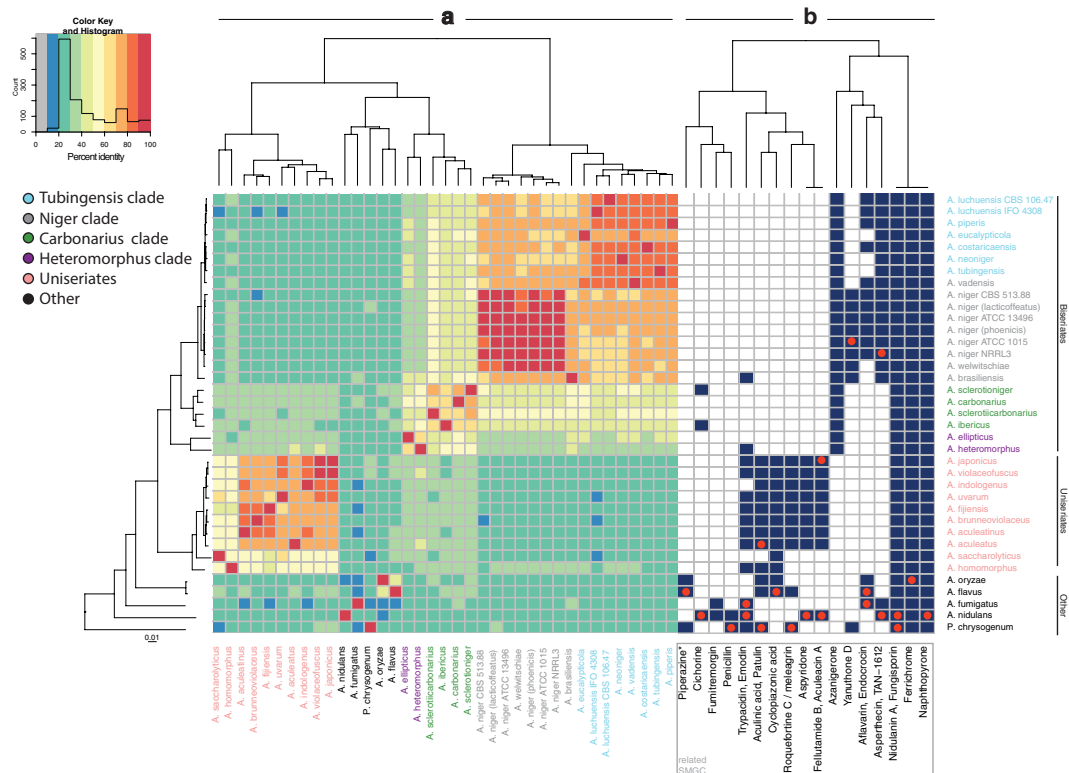 a
b
Color Key
and Histogram
Count
0 100 300 500
0 20 40 60 80 100
Percent identity
Tubingensis clade
Niger clade
Carbonarius clade
Heteromorphus clade
Uniseriates
Other
A. luchuensis CBS 106.47
A. luchuensis IFO 4308
A. piperis
A. eucalypticola
A. costaricaensis
A. neoniger
A. tubingensis
A. vadensis
A. niger CBS 513.88
A. niger (lacticoffeatus)
A. niger ATCC 13496
A. niger (phoenicis)
A. niger ATCC 1015
A. niger NRRL3
A. welwitschiae
A. brasiliensis
A. sclerotioniger
A. carbonarius
A. sclerotiicarbonarius
A. ibericus
A. ellipticus
A. heteromorphus
A. japonicus
A. violaceofuscus
A. indologenus
A. uvarum
A. fijiensis
A. brunneoviolaceus
A. aculeatinus
A. aculeatus
A. saccharolyticus
A. homomorphus
A. oryzae
A. flavus
A. fumigatus
A. nidulans
P. chrysogenum
Biseriates
Uniseriates
Other
0.01
A. saccharolyticus
A. homomorphus
A. aculeatinus
A. brunneoviolaceus
A. fijiensis
A. uvarum
A. aculeatus
A. indologenus
A. violaceofuscus
A. japonicus
A. nidulans
A. fumigatus
P. chrysogenum
A. oryzae
A. flavus
A. ellipticus
A. heteromorphus
A. sclerotiicarbonarius
A. ibericus
A. carbonarius
A. sclerotioniger
A. niger CBS 513.88
A. niger (lacticoffeatus)
A. niger ATCC 13496
A. welwitschiae
A. niger (phoenicis)
A. niger ATCC 1015
A. niger NRRL3
A. brasiliensis
A. eucalypticola
A. luchuensis IFO 4308
A. luchuensis CBS 106.47
A. neoniger
A. vadensis
A. costaricaensis
A. tubingensis
A. piperis
Piperazine*
Cichorine
Fumitremorgin
Penicillin
Trypacidin, Emodin
Aculinic acid, Patulin
Cyclopiazonic acid
Roquefortine C / meleagrin
Aspyridone
Fellutamide B, Aculeacin A
Azanigerone
Yanuthone D
Aflavarin, Endocrocin
Asperthecin, TAN-1612
Nidulanin A, Fungisporin
Ferrichrome
Naphthopyrone
related
SMGC